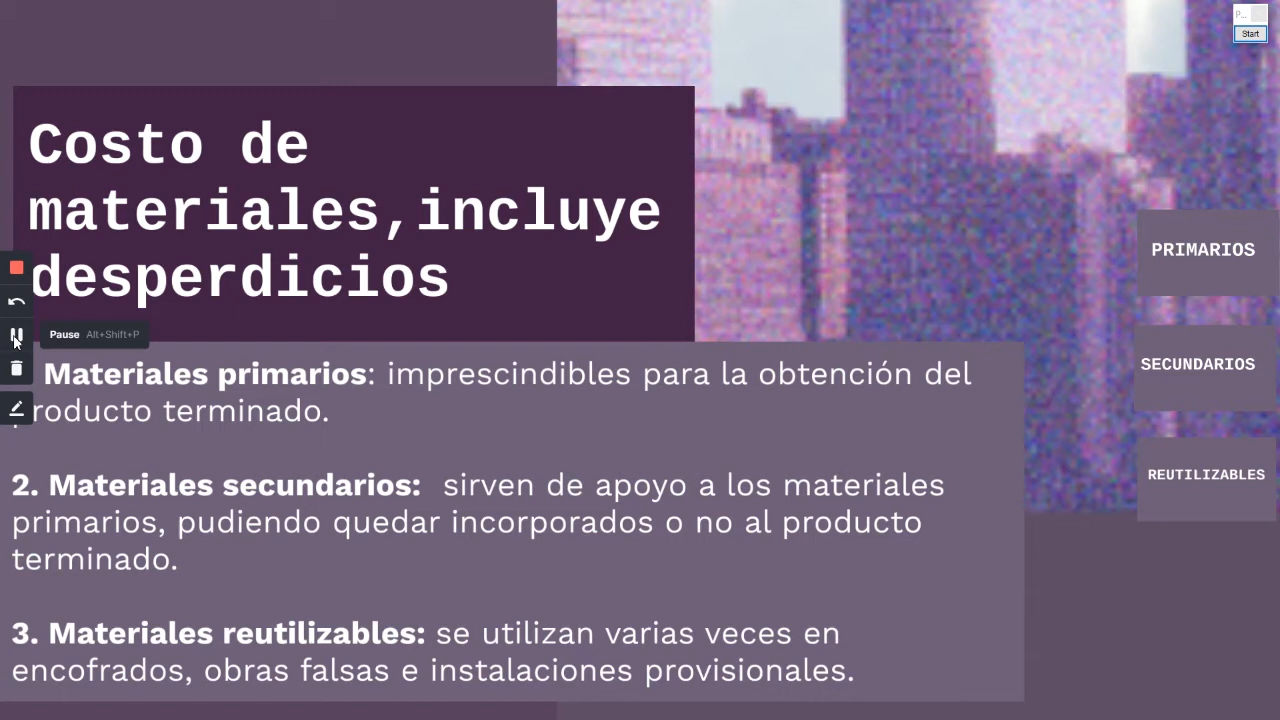 P...
Start
Costo de
materiales,incluye
desperdicios
PRIMARIOS
SECUNDARIOS
REUTILIZABLES
Pause Alt+Shift+P
Materiales primarios: imprescindibles para la obtención del
roducto terminado.
2. Materiales secundarios: sirven de apoyo a los materiales
primarios, pudiendo quedar incorporados o no al producto
terminado.
3. Materiales reutilizables: se utilizan varias veces en
encofrados, obras falsas e instalaciones provisionales.